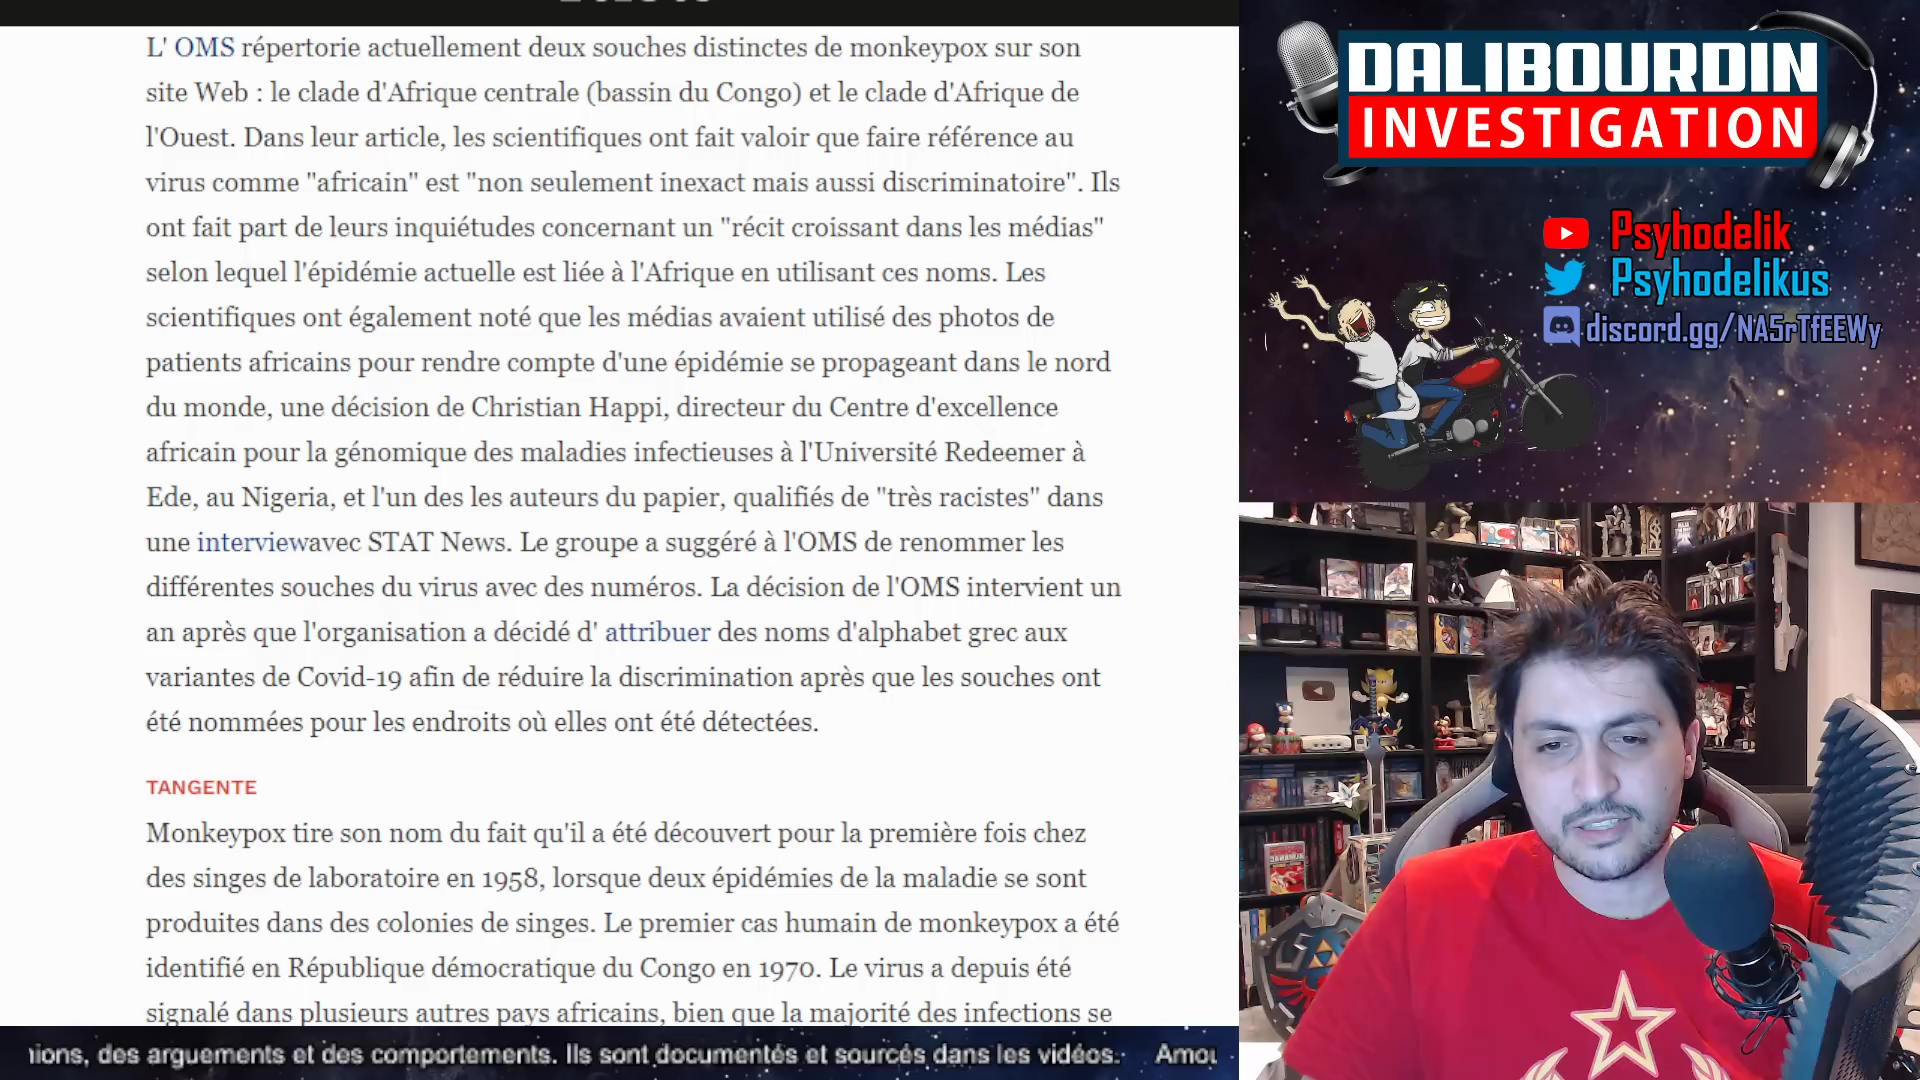 L' OMS répertorie actuellement deux souches distinctes de monkeypox sur son
site Web : le clade d'Afrique centrale (bassin du Congo) et le clade d'Afrique de
l'Ouest. Dans leur article, les scientifiques ont fait valoir que faire référence au
virus comme "africain" est "non seulement inexact mais aussi discriminatoire". Ils
ont fait part de leurs inquiétudes concernant un "récit croissant dans les médias"
selon lequel l'épidémie actuelle est liée à l'Afrique en utilisant ces noms. Les
scientifiques ont également noté que les médias avaient utilisé des photos de
patients africains pour rendre compte d'une épidémie se propageant dans le nord
du monde, une décision de Christian Happi, directeur du Centre d'excellence
africain pour la génomique des maladies infectieuses à l'Université Redeemer à
Ede, au Nigeria, et l'un des les auteurs du papier, qualifiés de "très racistes" dans
une interviewavec STAT News. Le groupe a suggéré à l'OMS de renommer les
différentes souches du virus avec des numéros. La décision de l'OMS intervient un
an après que l'organisation a décidé d' attribuer des noms d'alphabet grec aux
variantes de Covid-19 afin de réduire la discrimination après que les souches ont
été nommées pour les endroits où elles ont été détectées.
TANGENTE
Monkeypox tire son nom du fait qu'il a été découvert pour la première fois chez
des singes de laboratoire en 1958, lorsque deux épidémies de la maladie se sont
produites dans des colonies de singes. Le premier cas humain de monkeypox a été
identifié en République démocratique du Congo en 1970. Le virus a depuis été
signalé dans plusieurs autres pays africains, bien que la majorité des infections se
ions, des arguements et des comportements. Ils sont documentés et sourcés dans les vidéos. Amou
DALIBOURDIN
INVESTIGATION
Psyhodelik
Psyhodelikus
discord.gg/NA5rTfEEWy